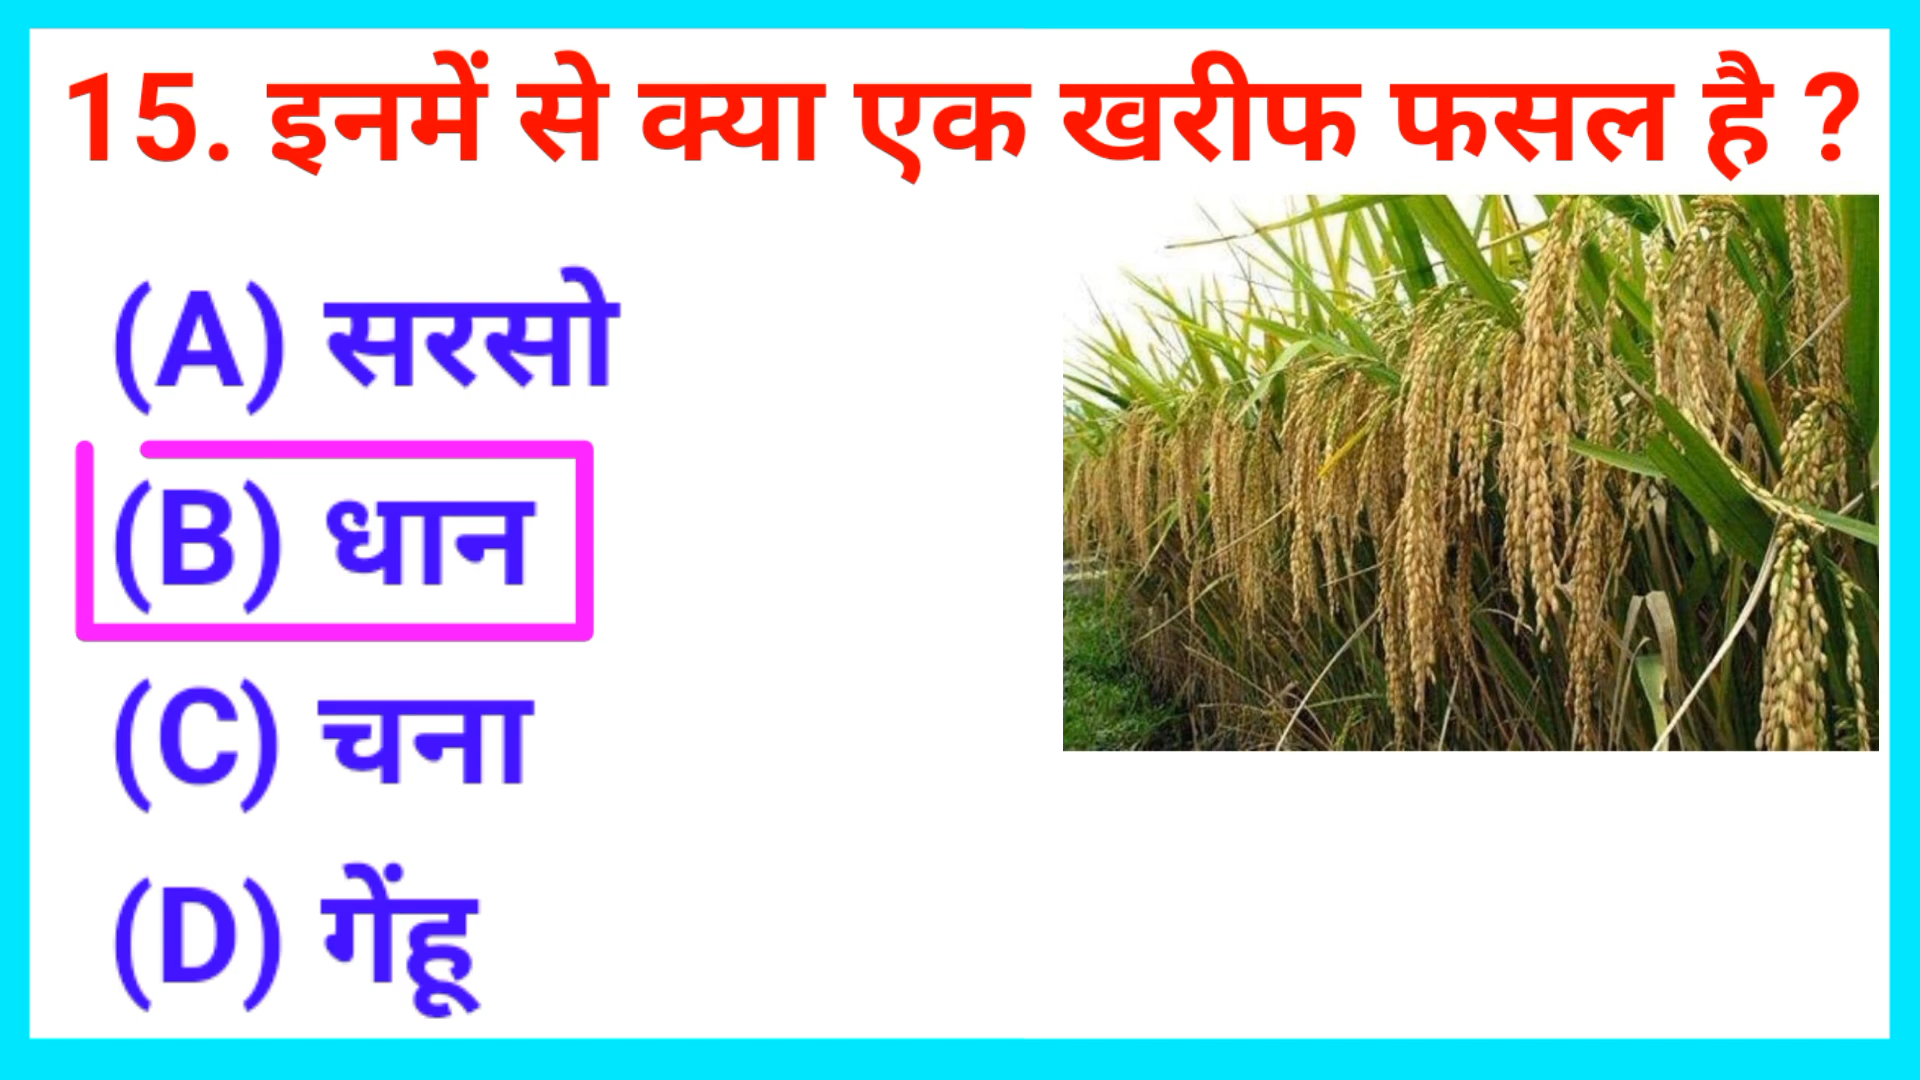 15. इनमें से क्या एक खरीफ फसल है ?
(A) सरसो
(B) धान
(C) चना
(D) गेंहू